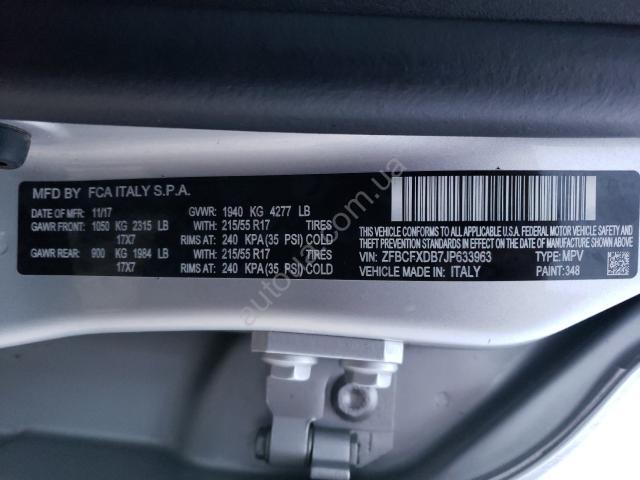 MFD BY FCA ITALY S.P.A.
DATE OF MFR: 11/17 GVWR: 1940 KG 4277 LB
GAWR FRONT: 1050 KG 2315 LB WITH: 215/55 R17 TIRES
17X7 RIMS AT: 240 KPA (35 PSI) COLD
GAWR REAR: 900 KG 1984 LB WITH: 215/55 R17 TIRES
17X7 RIMS AT: 240 KPA (35 PSI) COLD
THIS VEHICLE CONFORMS TO ALL APPLICABLE U.S.A. FEDERAL MOTOR VEHICLE
SAFETY, BUMPER, AND THEFT PREVENTION STANDARDS IN EFFECT
ON THE DATE OF MANUFACTURE SHOWN ABOVE.
VIN: ZFBCFXDB7JP633963 TYPE: MPV
VEHICLE MADE IN: ITALY PAINT: 348
autoua.com.ua